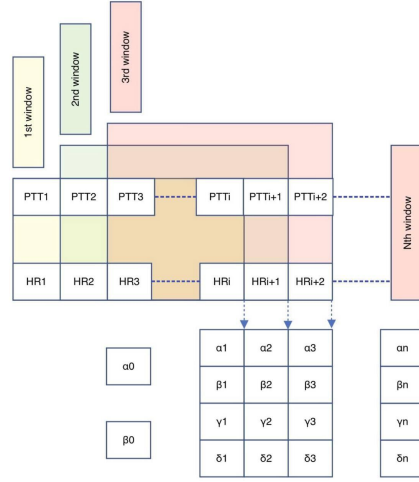 1st window
2nd window
3rd window
PTT1 PTT2 PTT3 PTTi PTTi+1 PTTi+2
Nth window
HR1 HR2 HR3 HRi HRi+1 HRi+2
α0
β0
α1 α2 α3 αn
β1 β2 β3 βn
γ1 γ2 γ3 γn
δ1 δ2 δ3 δn